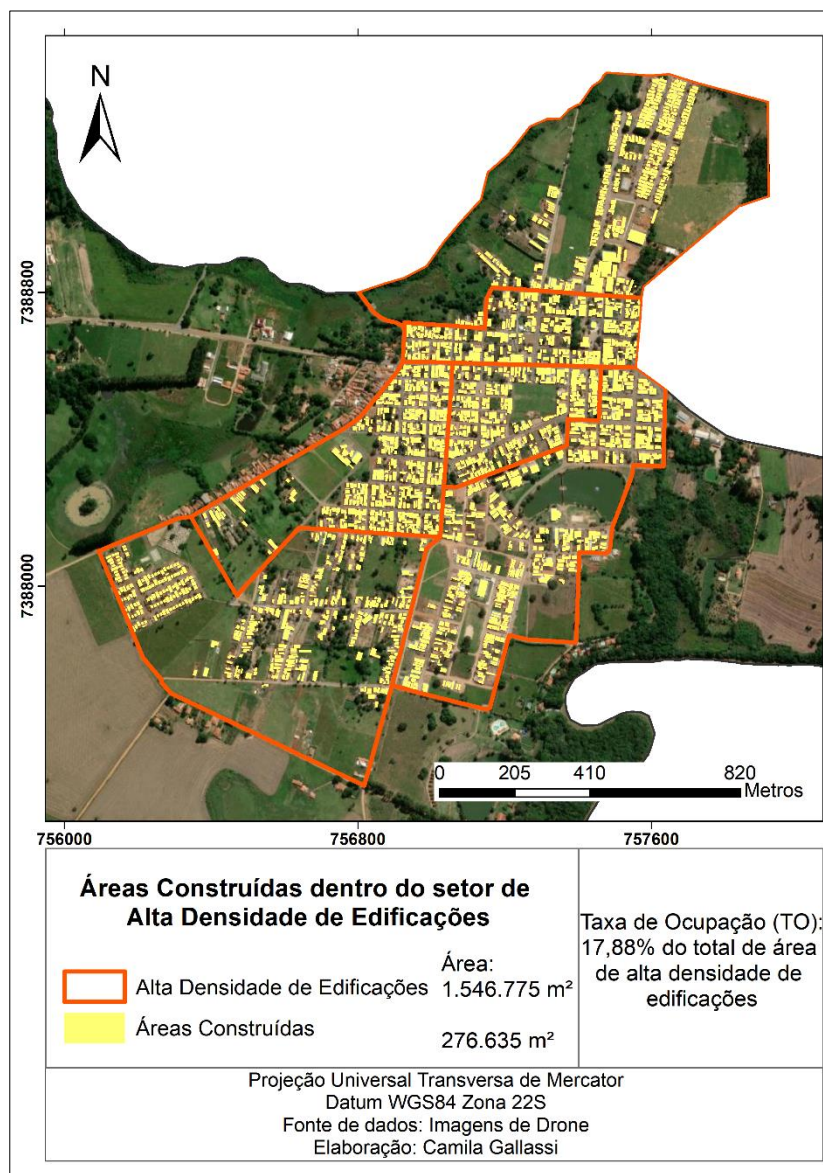 N
7388800
7388000
0 205 410 820
Metros
756000 756800 757600
Áreas Construídas dentro do setor de
Alta Densidade de Edificações
Área:
Alta Densidade de Edificações 1.546.775 m²
Áreas Construídas 276.635 m²
Taxa de Ocupação (TO):
17,88% do total de área
de alta densidade de
edificações
Projeção Universal Transversa de Mercator
Datum WGS84 Zona 22S
Fonte de dados: Imagens de Drone
Elaboração: Camila Gallassi